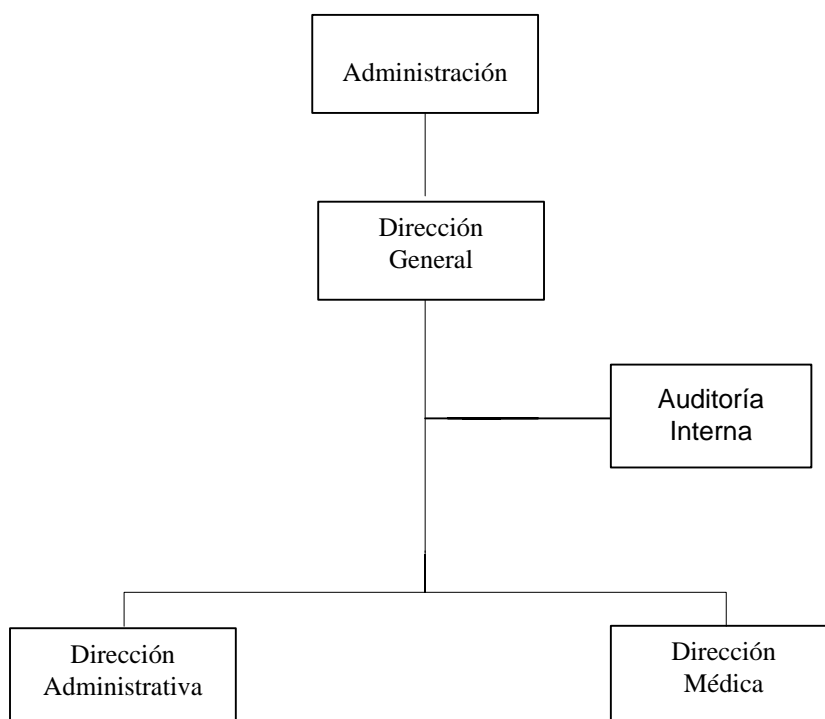 Administración
Dirección
General
Auditoría
Interna
Dirección
Administrativa
Dirección
Médica